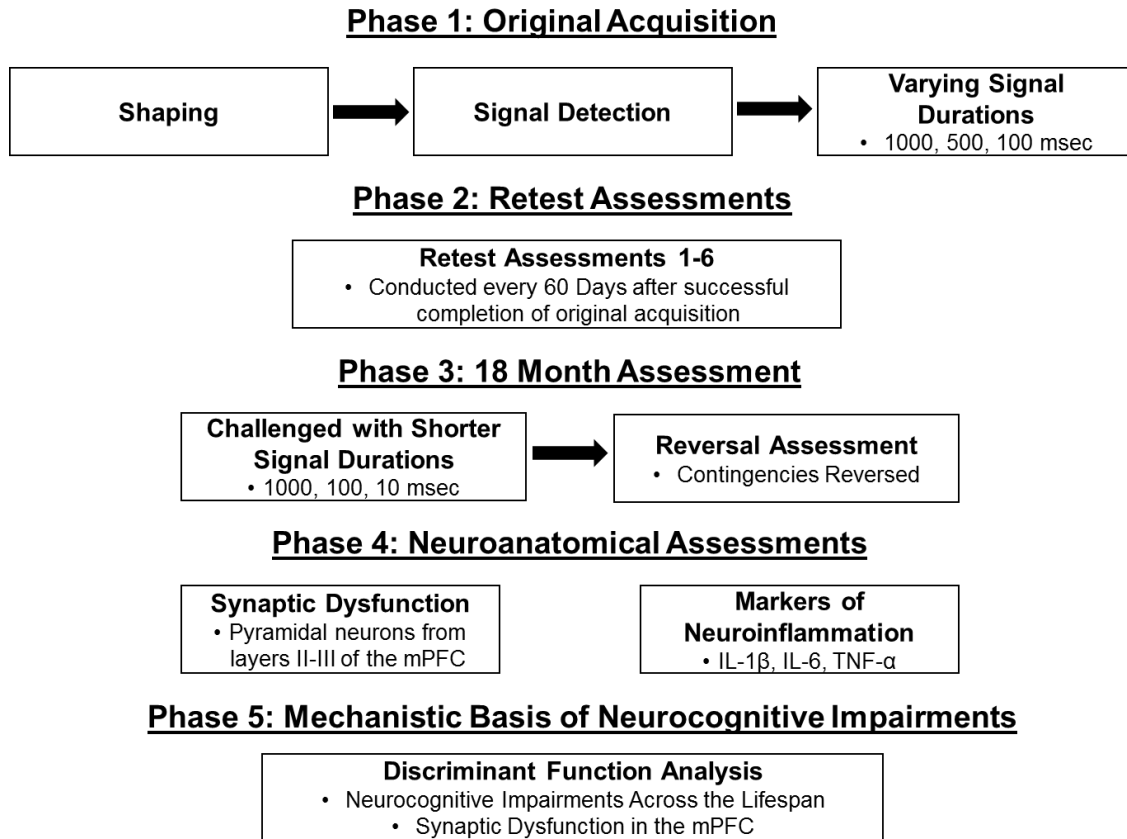 Phase 1: Original Acquisition
Shaping
Signal Detection
Varying Signal
Durations
• 1000, 500, 100 msec
Phase 2: Retest Assessments
Retest Assessments 1-6
• Conducted every 60 Days after successful
completion of original acquisition
Phase 3: 18 Month Assessment
Challenged with Shorter
Signal Durations
• 1000, 100, 10 msec
Reversal Assessment
• Contingencies Reversed
Phase 4: Neuroanatomical Assessments
Synaptic Dysfunction
• Pyramidal neurons from
layers II-III of the mPFC
Markers of
Neuroinflammation
• IL-1β, IL-6, TNF-α
Phase 5: Mechanistic Basis of Neurocognitive Impairments
Discriminant Function Analysis
• Neurocognitive Impairments Across the Lifespan
• Synaptic Dysfunction in the mPFC